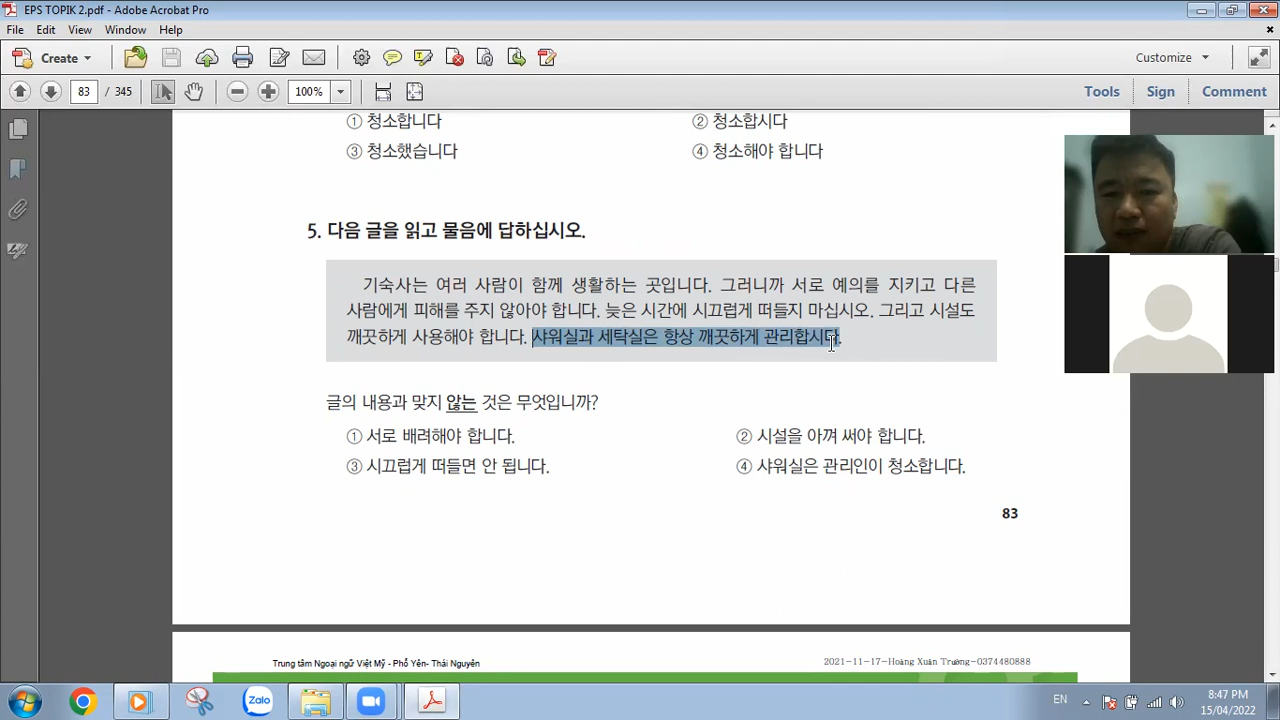 EPS TOPIK 2.pdf - Adobe Acrobat Pro
File Edit View Window Help
Create Customize
83 / 345 100% Tools Sign Comment
① 청소합니다 ② 청소합시다
③ 청소했습니다 ④ 청소해야 합니다
5. 다음 글을 읽고 물음에 답하십시오.
기숙사는 여러 사람이 함께 생활하는 곳입니다. 그러니까 서로 예의를 지키고 다른
사람에게 피해를 주지 않아야 합니다. 늦은 시간에 시끄럽게 떠들지 마십시오. 그리고 시설도
깨끗하게 사용해야 합니다. 샤워실과 세탁실은 항상 깨끗하게 관리합시다.
글의 내용과 맞지 않는 것은 무엇입니까?
① 서로 배려해야 합니다. ② 시설을 아껴 써야 합니다.
③ 시끄럽게 떠들면 안 됩니다. ④ 샤워실은 관리인이 청소합니다.
83
Trung tâm Ngoại ngữ Việt Mỹ - Phổ Yên- Thái Nguyên 2021-11-17-Hoàng Xuân Trường-0374480888
Zalo EN 8:47 PM
15/04/2022